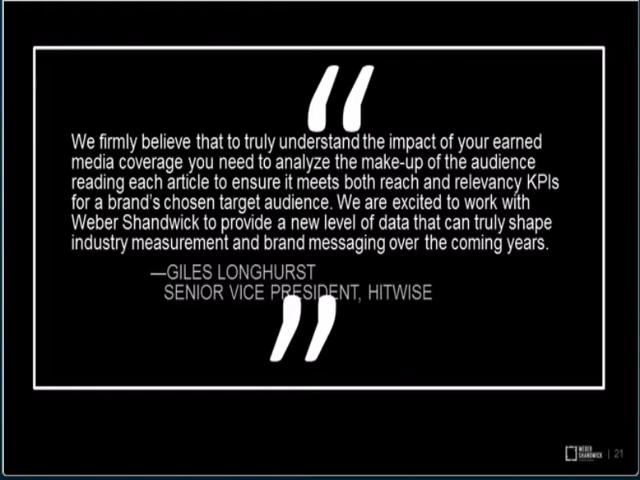 “
We firmly believe that to truly understand the impact of your earned
media coverage you need to analyze the make-up of the audience
reading each article to ensure it meets both reach and relevancy KPIs
for a brand's chosen target audience. We are excited to work with
Weber Shandwick to provide a new level of data that can truly shape
industry measurement and brand messaging over the coming years.
—GILES LONGHURST
SENIOR VICE PRESIDENT, HITWISE
”
WEBER
SHANDWICK | 21